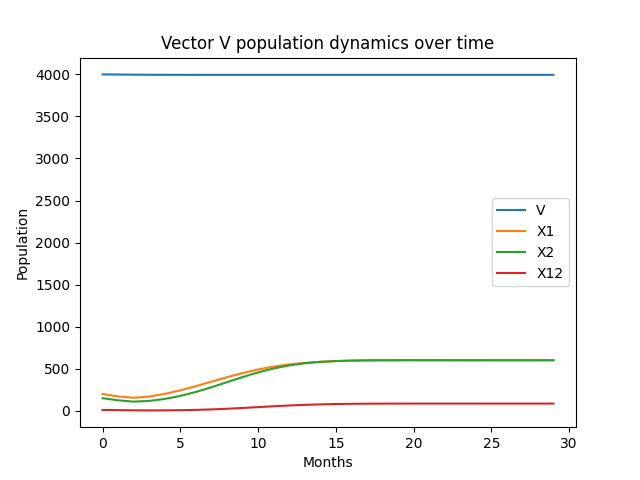 Vector V population dynamics over time
4000
3500
3000
2500
2000
1500
1000
500
0
Population
V
X1
X2
X12
0 5 10 15 20 25 30
Months